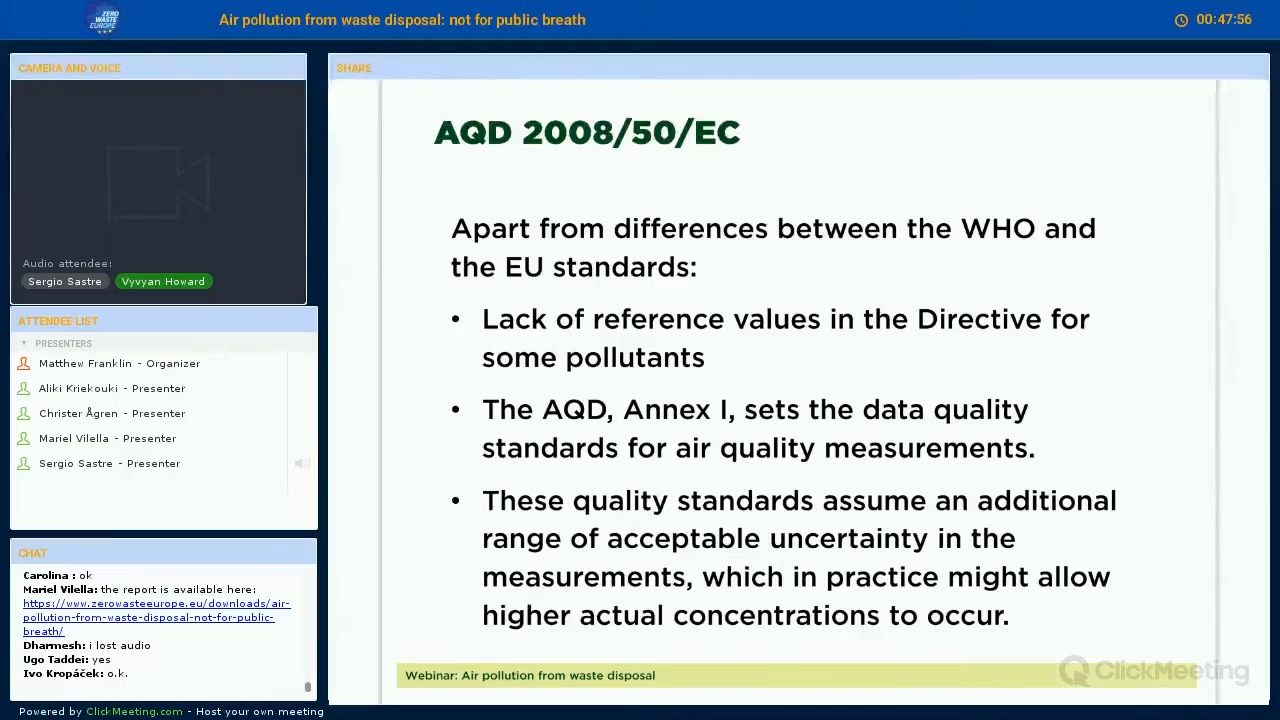 ZERO WASTE EUROPE
Air pollution from waste disposal: not for public breath
00:47:56
CAMERA AND VOICE
Audio attendee:
Sergio Sastre
Vyvyan Howard
ATTENDEE LIST
PRESENTERS
Matthew Franklin - Organizer
Aliki Kriekouki - Presenter
Christer Ågren - Presenter
Mariel Vilella - Presenter
Sergio Sastre - Presenter
CHAT
Carolina : ok
Mariel Vilella: the report is available here:
https://www.zerowasteeurope.eu/downloads/air-
pollution-from-waste-disposal-not-for-public-
breath/
Dharmesh: i lost audio
Ugo Taddei: yes
Ivo Kropáček: o.k.
Powered by ClickMeeting.com - Host your own meeting
SHARE
AQD 2008/50/EC
Apart from differences between the WHO and
the EU standards:
• Lack of reference values in the Directive for
some pollutants
• The AQD, Annex I, sets the data quality
standards for air quality measurements.
• These quality standards assume an additional
range of acceptable uncertainty in the
measurements, which in practice might allow
higher actual concentrations to occur.
Webinar: Air pollution from waste disposal
ClickMeeting